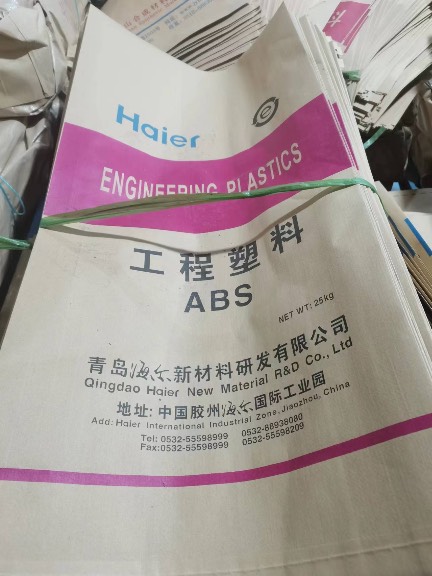 Haier
ENGINEERING PLASTICS
工程塑料
ABS
NET WT: 25kg
青岛海尔新材料研发有限公司
Qingdao Haier New Material R&D Co., Ltd
地址: 中国胶州海尔国际工业园
Add: Haier International Industrial Zone, Jiaozhou, China
Tel: 0532-55598999 0532-88938080
Fax:0532-55598999 0532-55598209
料